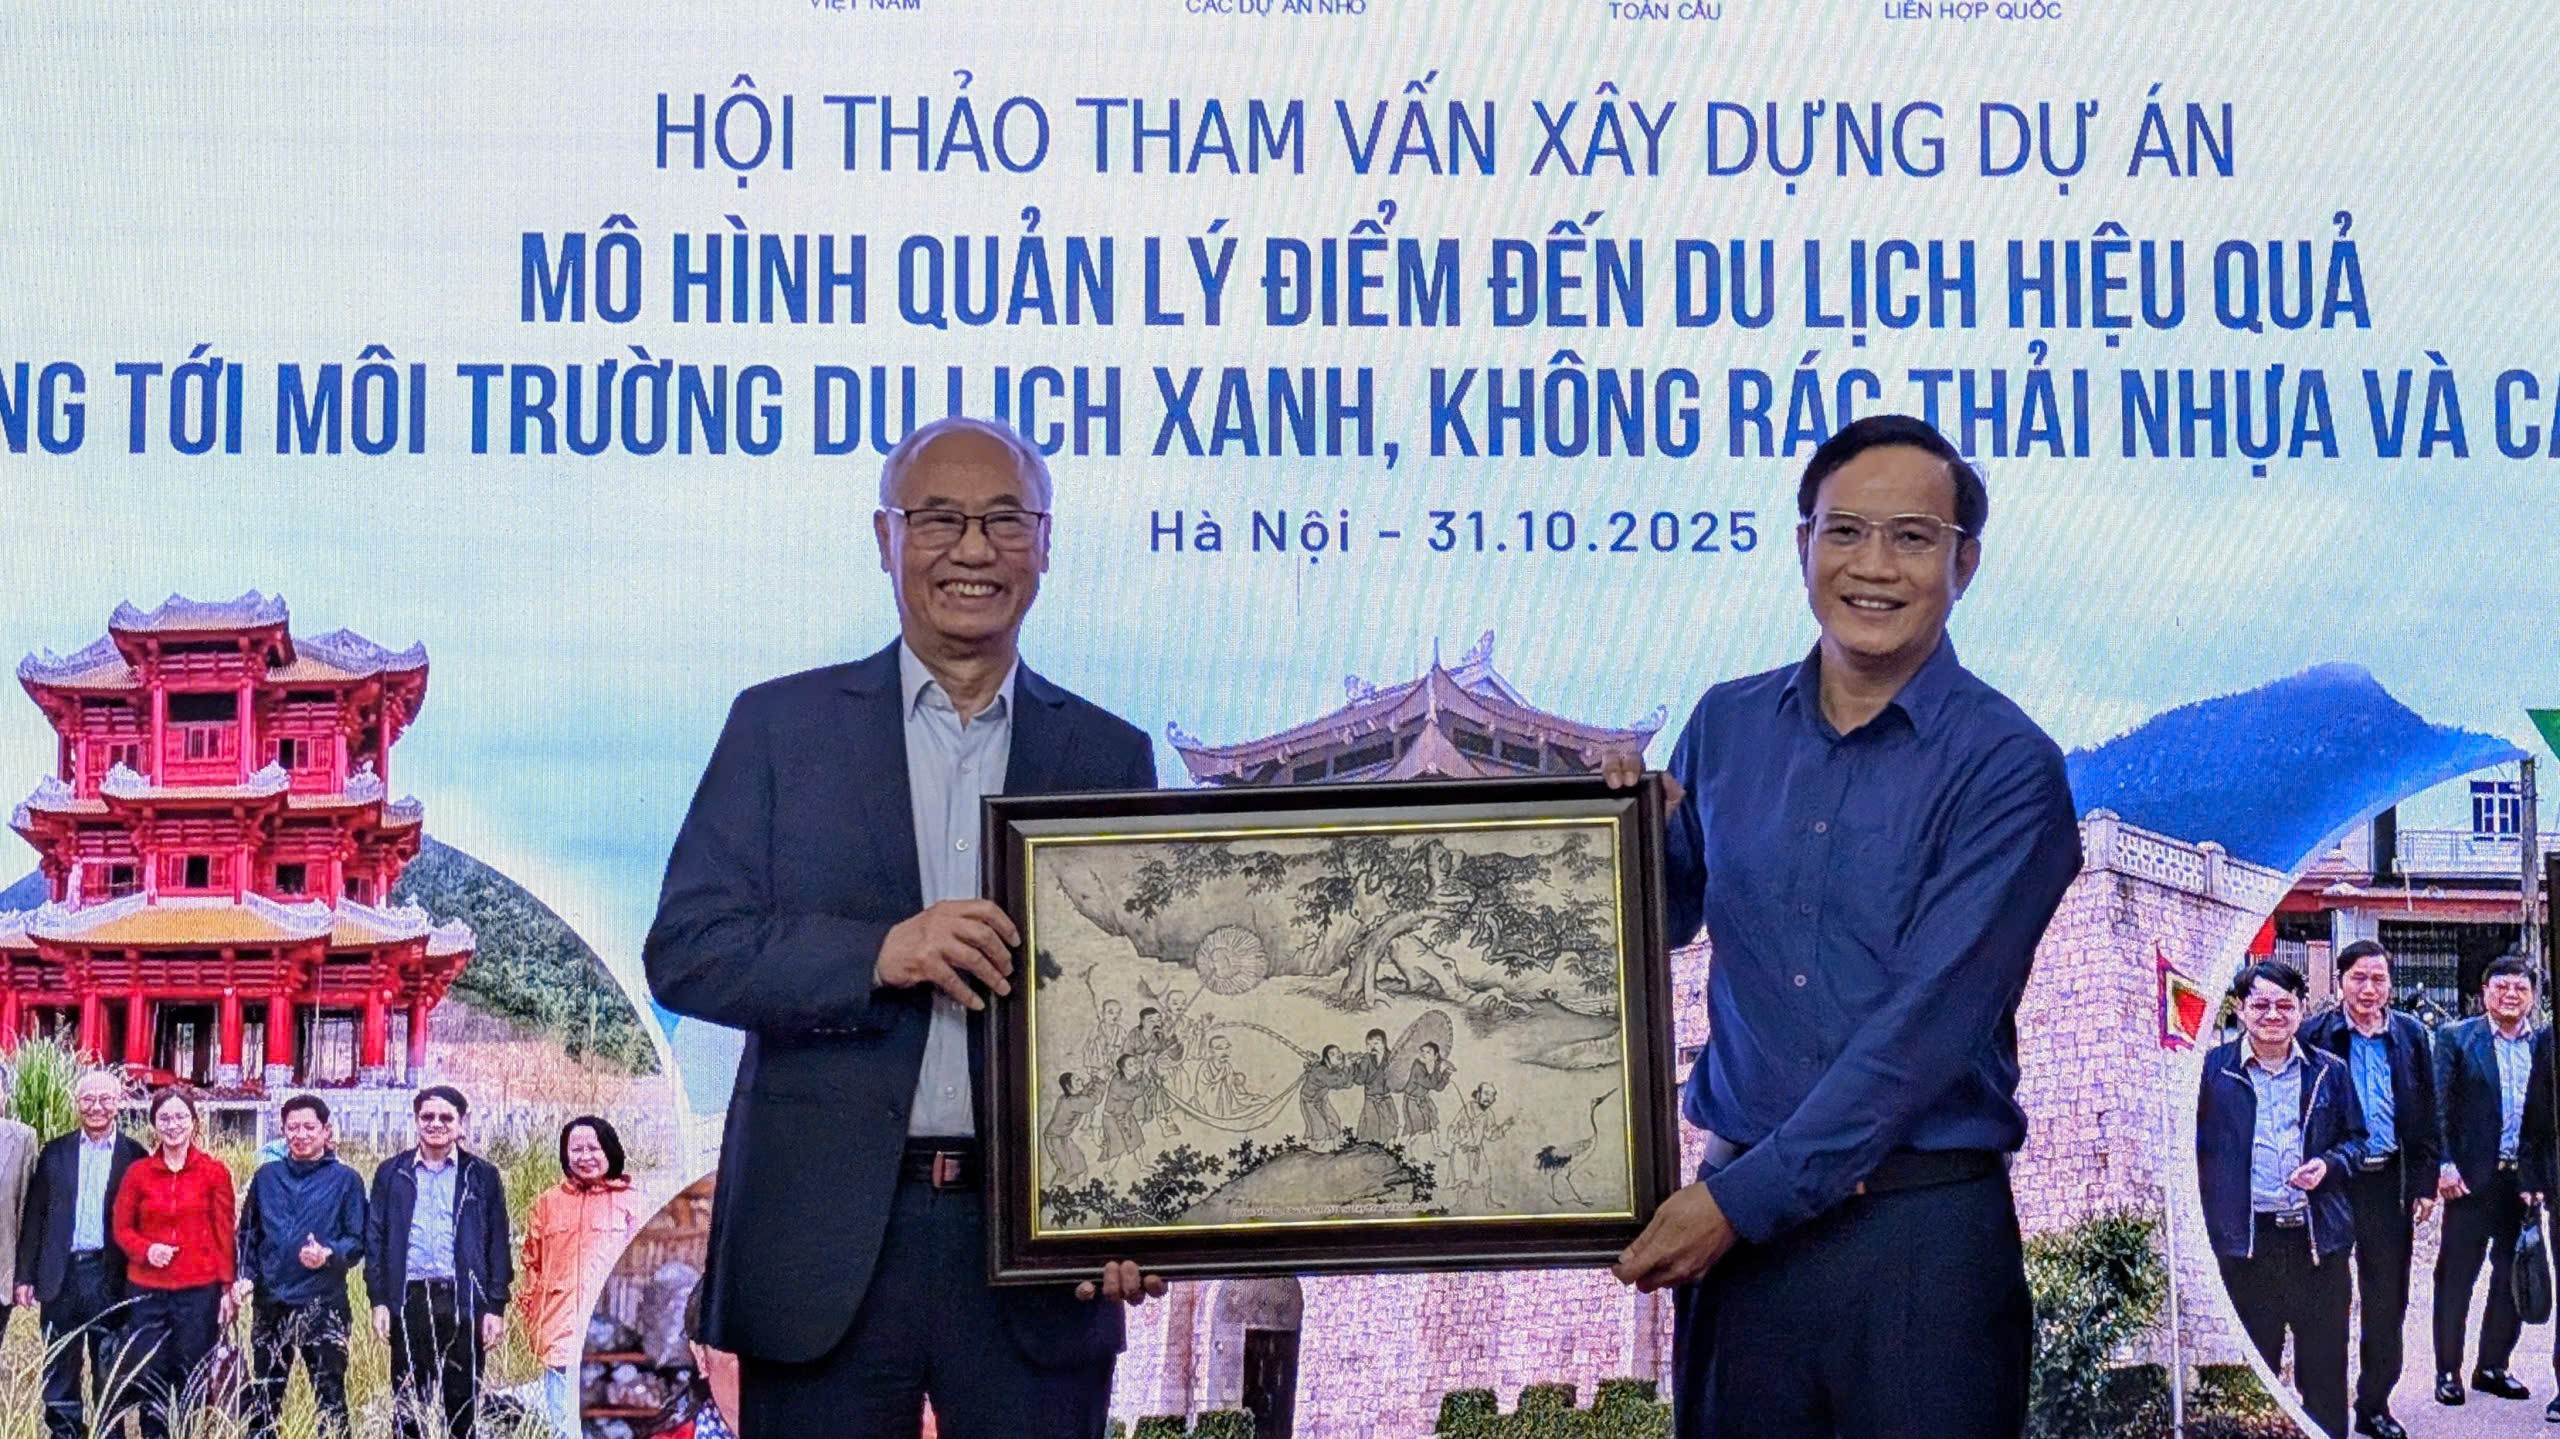 VIỆT NAM
CÁC DỰ ÁN NHỎ
TOÀN CẦU
LIÊN HỢP QUỐC
HỘI THẢO THAM VẤN XÂY DỰNG DỰ ÁN
MÔ HÌNH QUẢN LÝ ĐIỂM ĐẾN DU LỊCH HIỆU QUẢ
NG TỚI MÔI TRƯỜNG DU LỊCH XANH, KHÔNG RÁC THẢI NHỰA VÀ CA
Hà Nội - 31.10.2025